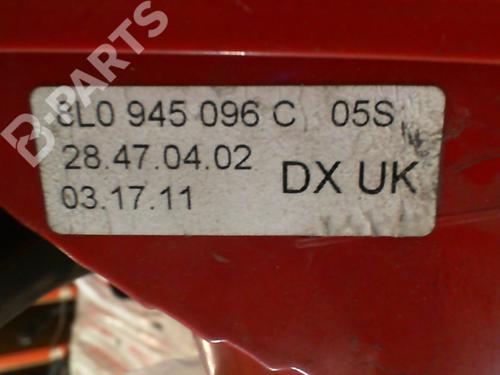 B-PARTS
8L0 945 096 C 05S
28.47.04.02
03.17.11
DX UK